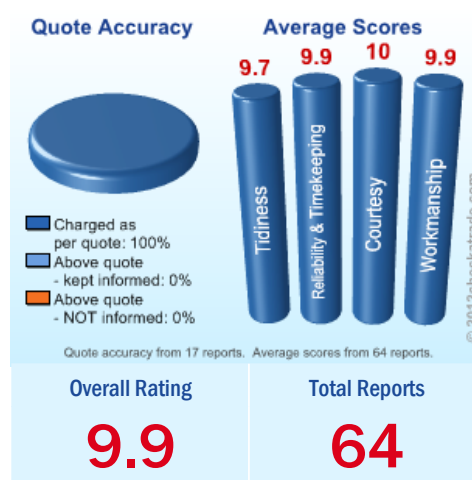 Quote Accuracy
Average Scores
9.7
9.9
10
9.9
Tidiness
Reliability & Timekeeping
Courtesy
Workmanship
Charged as
per quote: 100%
Above quote
- kept informed: 0%
Above quote
- NOT informed: 0%
© 2013checkatrade.com
Quote accuracy from 17 reports. Average scores from 64 reports.
Overall Rating
Total Reports
9.9
64